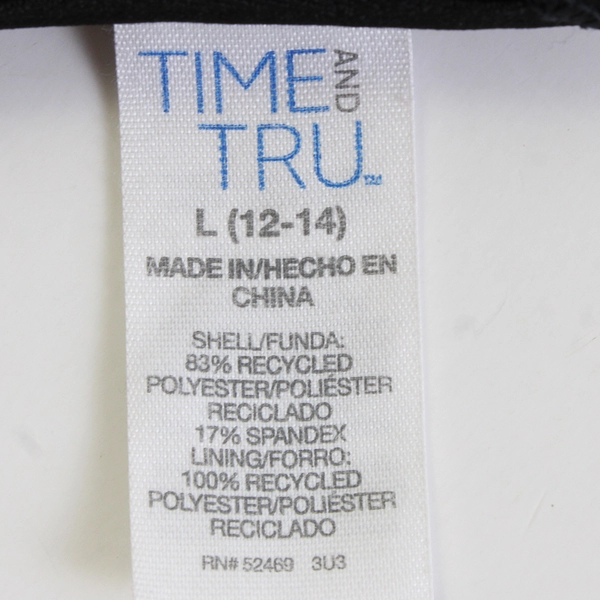 TIME AND
TRU™
L (12-14)
MADE IN/HECHO EN
CHINA
SHELL/FUNDA:
83% RECYCLED
POLYESTER/POLIÉSTER
RECICLADO
17% SPANDEX
LINING/FORRO:
100% RECYCLED
POLYESTER/POLIÉSTER
RECICLADO
RN# 52469 3U3